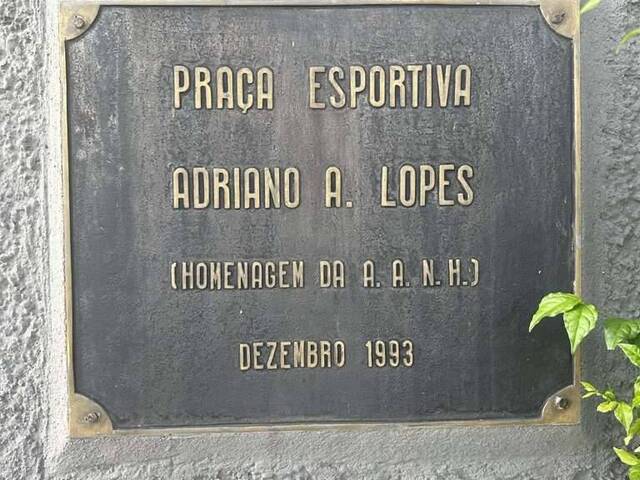 PRAÇA ESPORTIVA
ADRIANO A. LOPES
(HOMENAGEM DA A. A. N. H.)
DEZEMBRO 1993